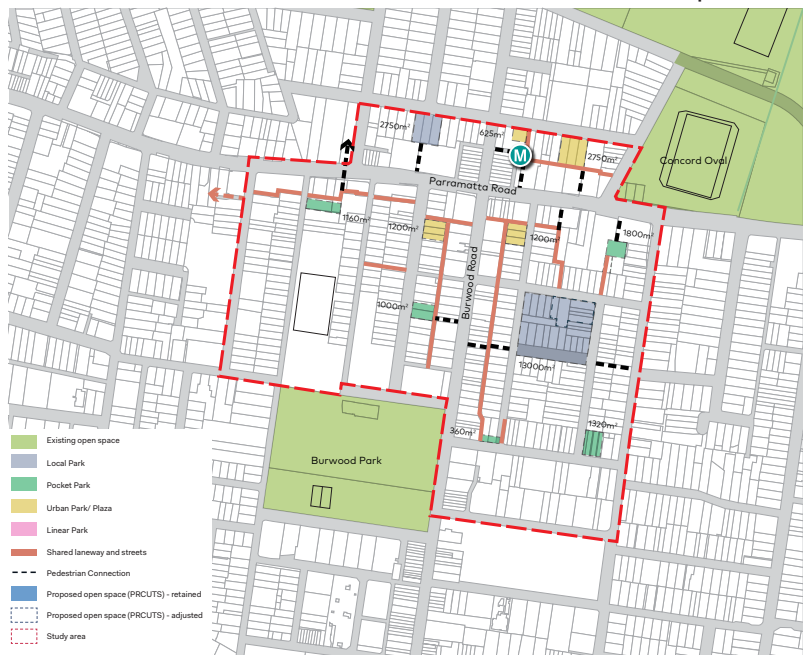 2750m²
625m²
M
2750m²
Concord Oval
Parramatta Road
1160m²
1200m²
1200m²
1800m²
Burwood Road
1000m²
13000m²
360m²
1320m²
Burwood Park
Existing open space
Local Park
Pocket Park
Urban Park/ Plaza
Linear Park
Shared laneway and streets
Pedestrian Connection
Proposed open space (PRCUTS) - retained
Proposed open space (PRCUTS) - adjusted
Study area